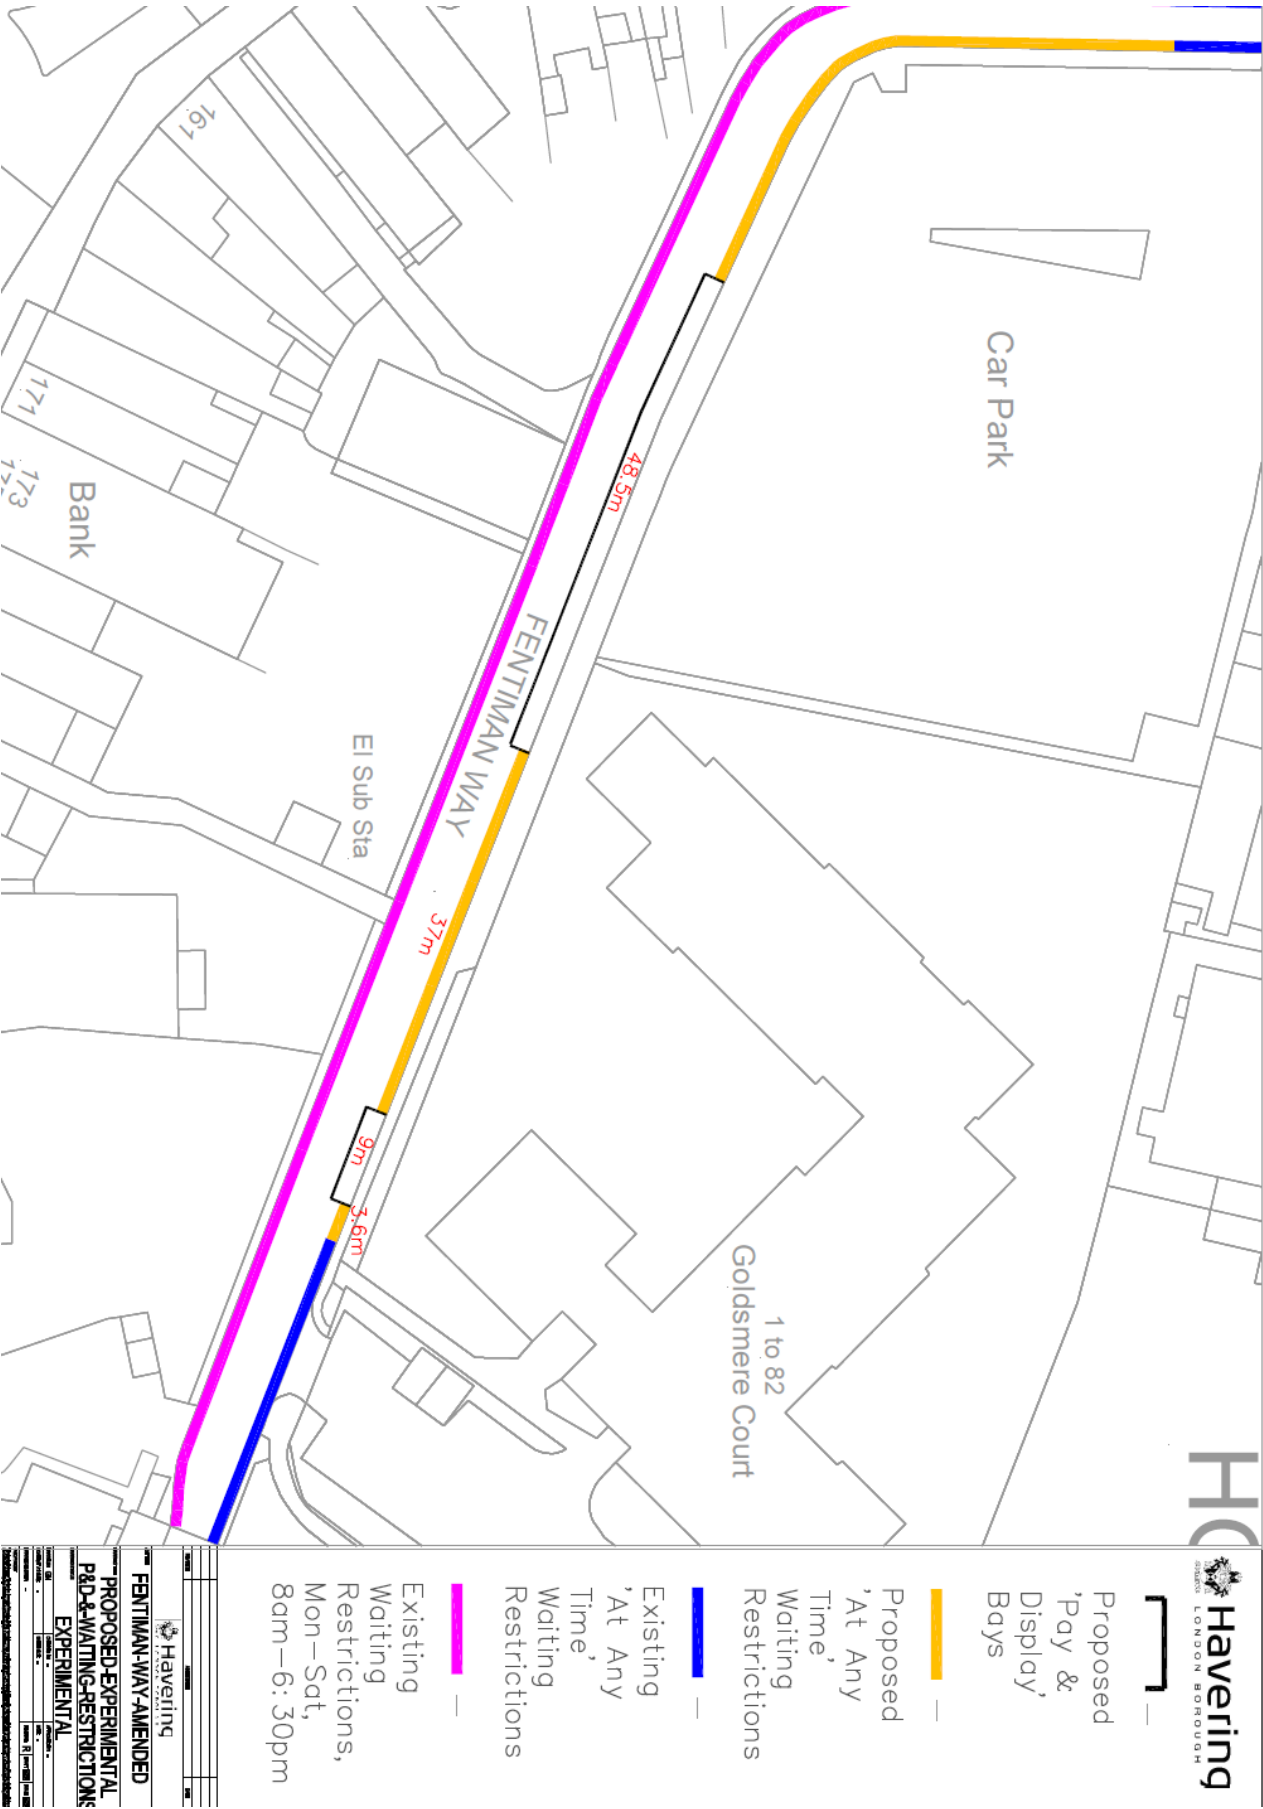 161
171
173
Bank
El Sub Sta
FENTIMAN WAY
Car Park
48.5m
37m
9m
3.6m
1 to 82
Goldsmere Court
HO
Havering
LONDON BOROUGH
Proposed
'Pay &
Display'
Bays
Proposed
'At Any
Time'
Waiting
Restrictions
Existing
'At Any
Time'
Waiting
Restrictions
Existing
Waiting
Restrictions,
Mon-Sat,
8am-6:30pm
Havering
FENTIMAN-WAY-AMENDED
PROPOSED-EXPERIMENTAL
P&D-&-WAITING-RESTRICTIONS
EXPERIMENTAL